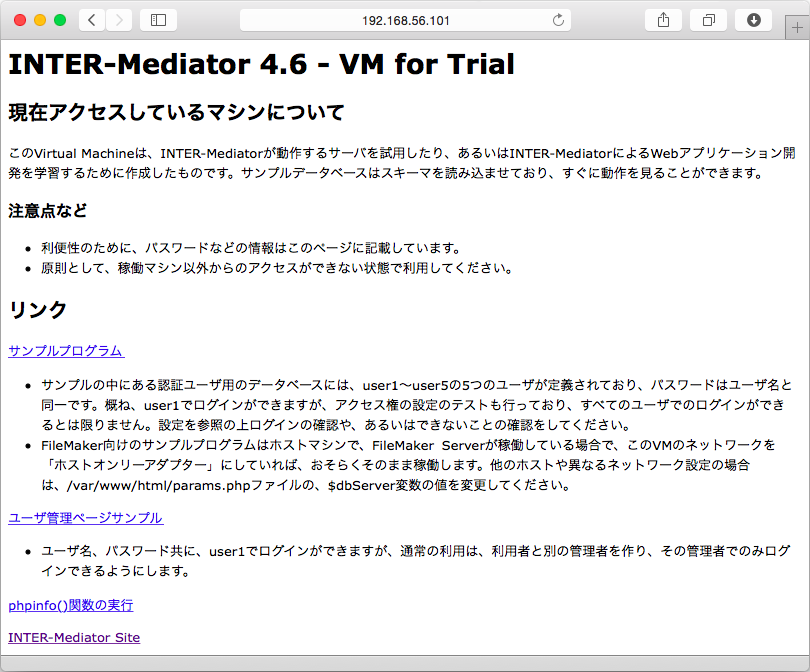 192.168.56.101
INTER-Mediator 4.6 - VM for Trial
現在アクセスしているマシンについて
このVirtual Machineは、INTER-Mediatorが動作するサーバを試用したり、あるいはINTER-MediatorによるWebアプリケーション開
発を学習するために作成したものです。サンプルデータベースはスキーマを読み込ませており、すぐに動作を見ることができます。
注意点など
• 利便性のために、パスワードなどの情報はこのページに記載しています。
• 原則として、稼働マシン以外からのアクセスができない状態で利用してください。
リンク
サンプルプログラム
• サンプルの中にある認証ユーザ用のデータベースには、user1〜user5の5つのユーザが定義されており、パスワードはユーザ名と
同一です。概ね、user1でログインができますが、アクセス権の設定のテストも行っており、すべてのユーザでのログインができ
るとは限りません。設定を参照の上ログインの確認や、あるいはできないことの確認をしてください。
• FileMaker向けのサンプルプログラムはホストマシンで、FileMaker Serverが稼働している場合で、このVMのネットワークを
「ホストオンリーアダプター」にしていれば、おそらくそのまま稼働します。他のホストや異なるネットワーク設定の場合
は、/var/www/html/params.phpファイルの、$dbServer変数の値を変更してください。
ユーザ管理ページサンプル
• ユーザ名、パスワード共に、user1でログインができますが、通常の利用は、利用者と別の管理者を作り、その管理者でのみログ
インできるようにします。
phpinfo()関数の実行
INTER-Mediator Site